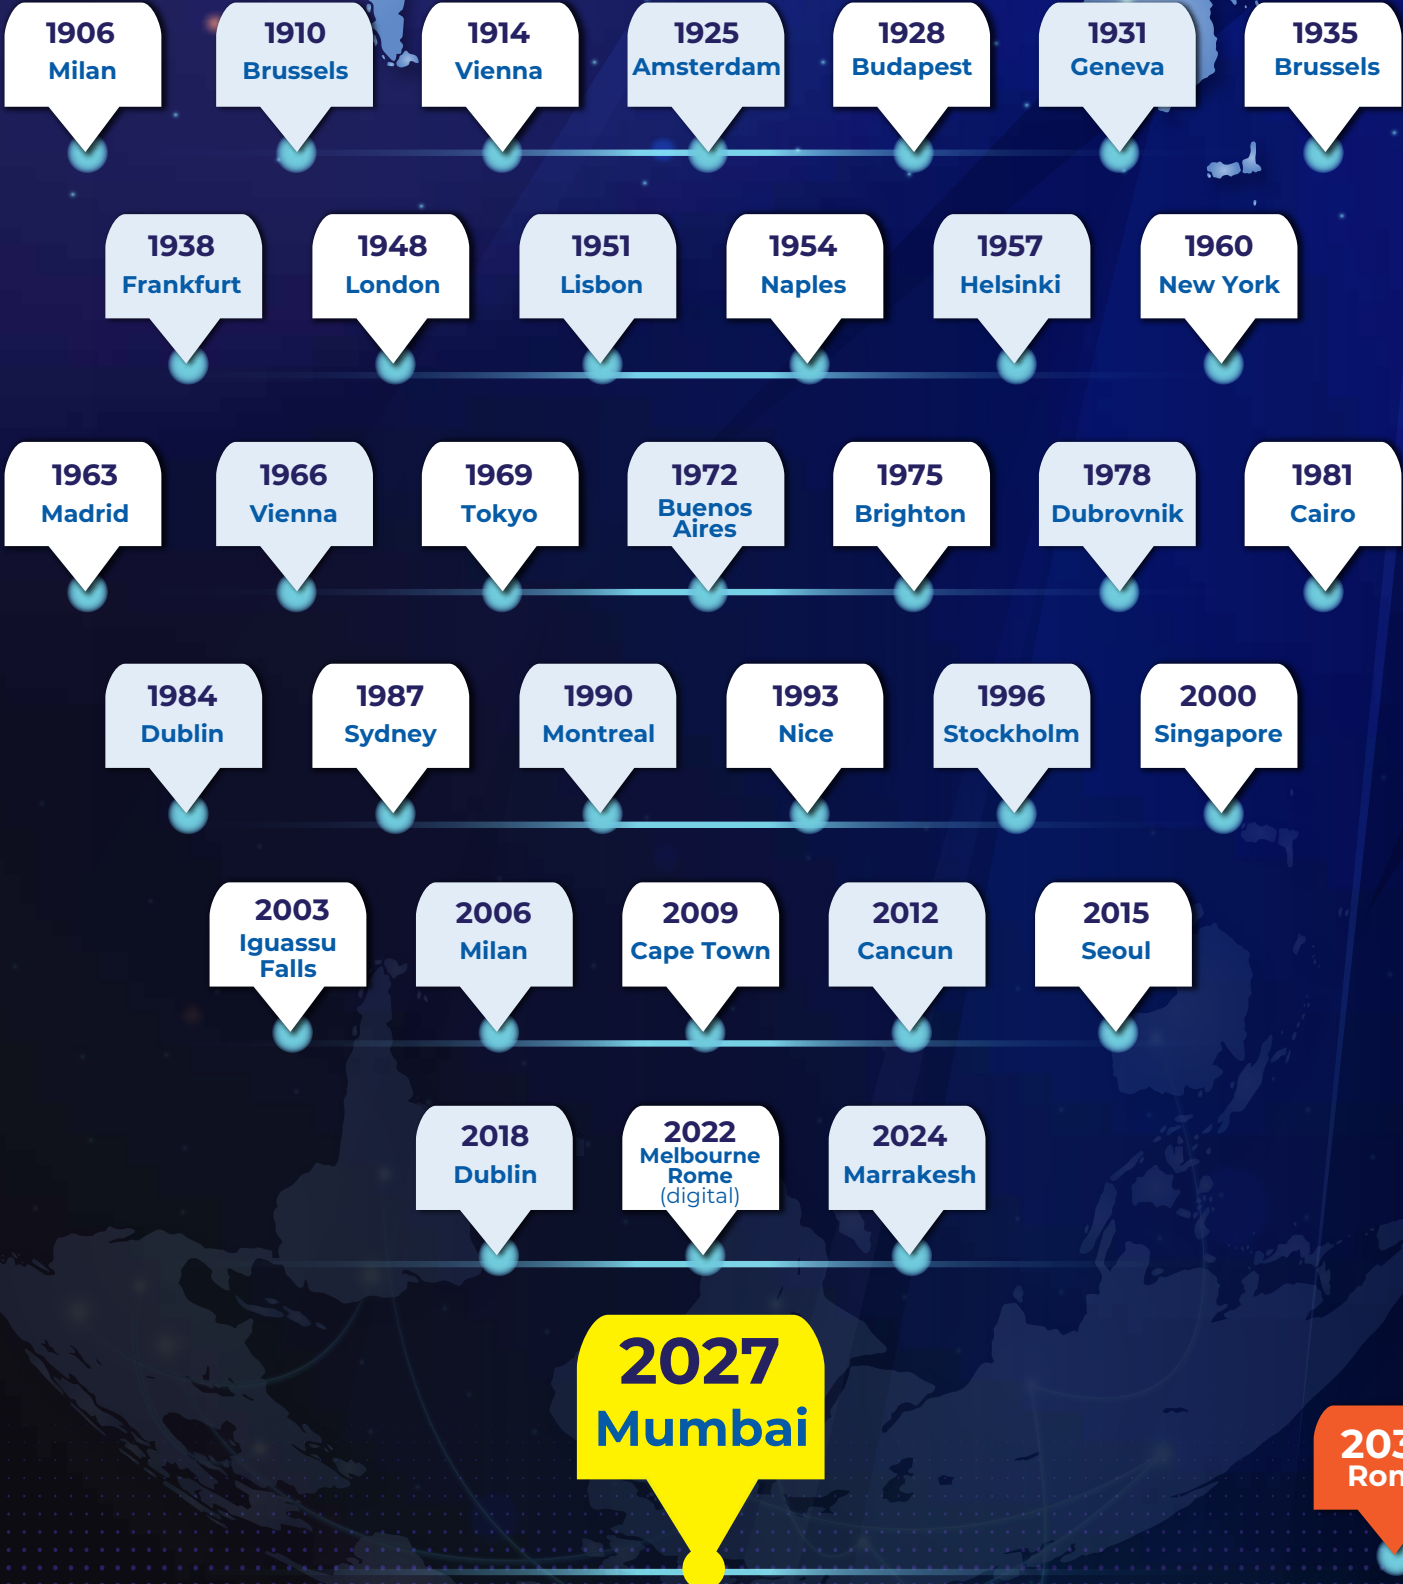 1906
Milan
1910
Brussels
1914
Vienna
1925
Amsterdam
1928
Budapest
1931
Geneva
1935
Brussels
1938
Frankfurt
1948
London
1951
Lisbon
1954
Naples
1957
Helsinki
1960
New York
1963
Madrid
1966
Vienna
1969
Tokyo
1972
Buenos
Aires
1975
Brighton
1978
Dubrovnik
1981
Cairo
1984
Dublin
1987
Sydney
1990
Montreal
1993
Nice
1996
Stockholm
2000
Singapore
2003
Iguassu
Falls
2006
Milan
2009
Cape Town
2012
Cancun
2015
Seoul
2018
Dublin
2022
Melbourne
Rome
(digital)
2024
Marrakesh
2027
Mumbai